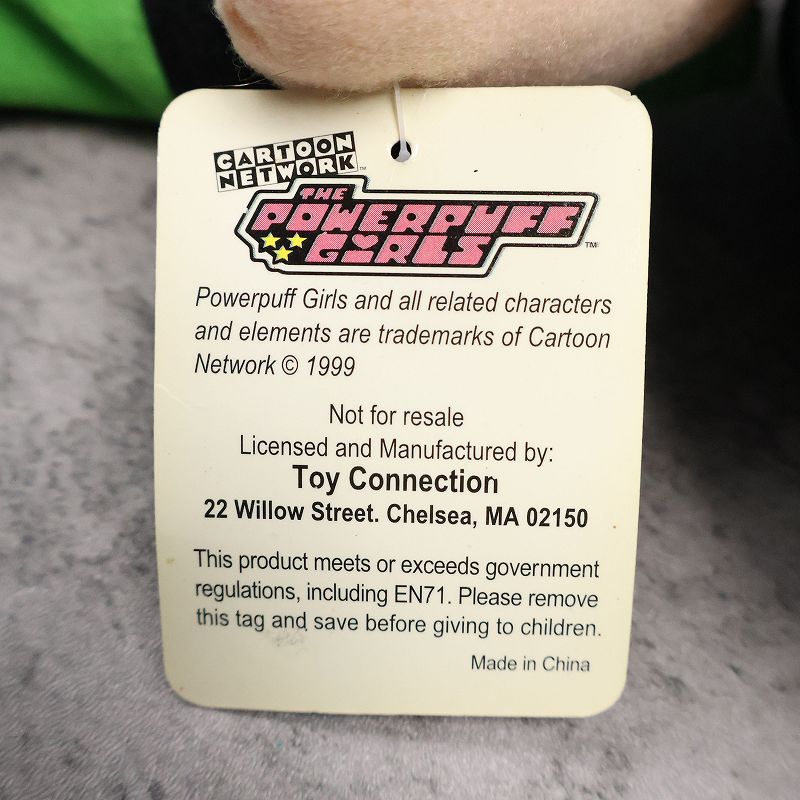 CARTOON
NETWORK™
THE
POWERPUFF
GIRLS™
Powerpuff Girls and all related characters
and elements are trademarks of Cartoon
Network © 1999
Not for resale
Licensed and Manufactured by:
Toy Connection
22 Willow Street. Chelsea, MA 02150
This product meets or exceeds government
regulations, including EN71. Please remove
this tag and save before giving to children.
Made in China